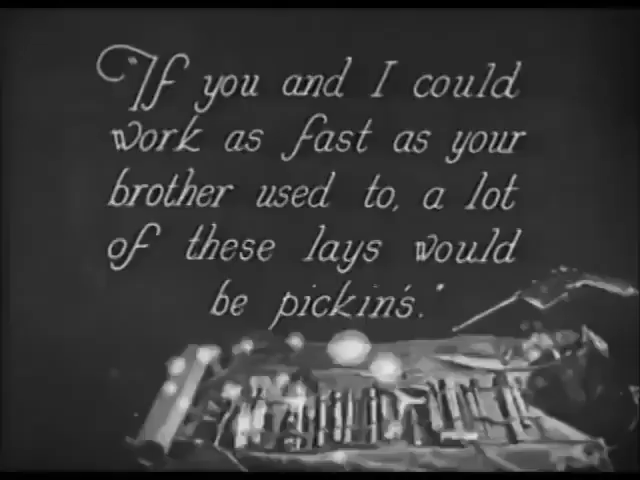 "If you and I could
work as fast as your
brother used to, a lot
of these lays would
be pickin's."